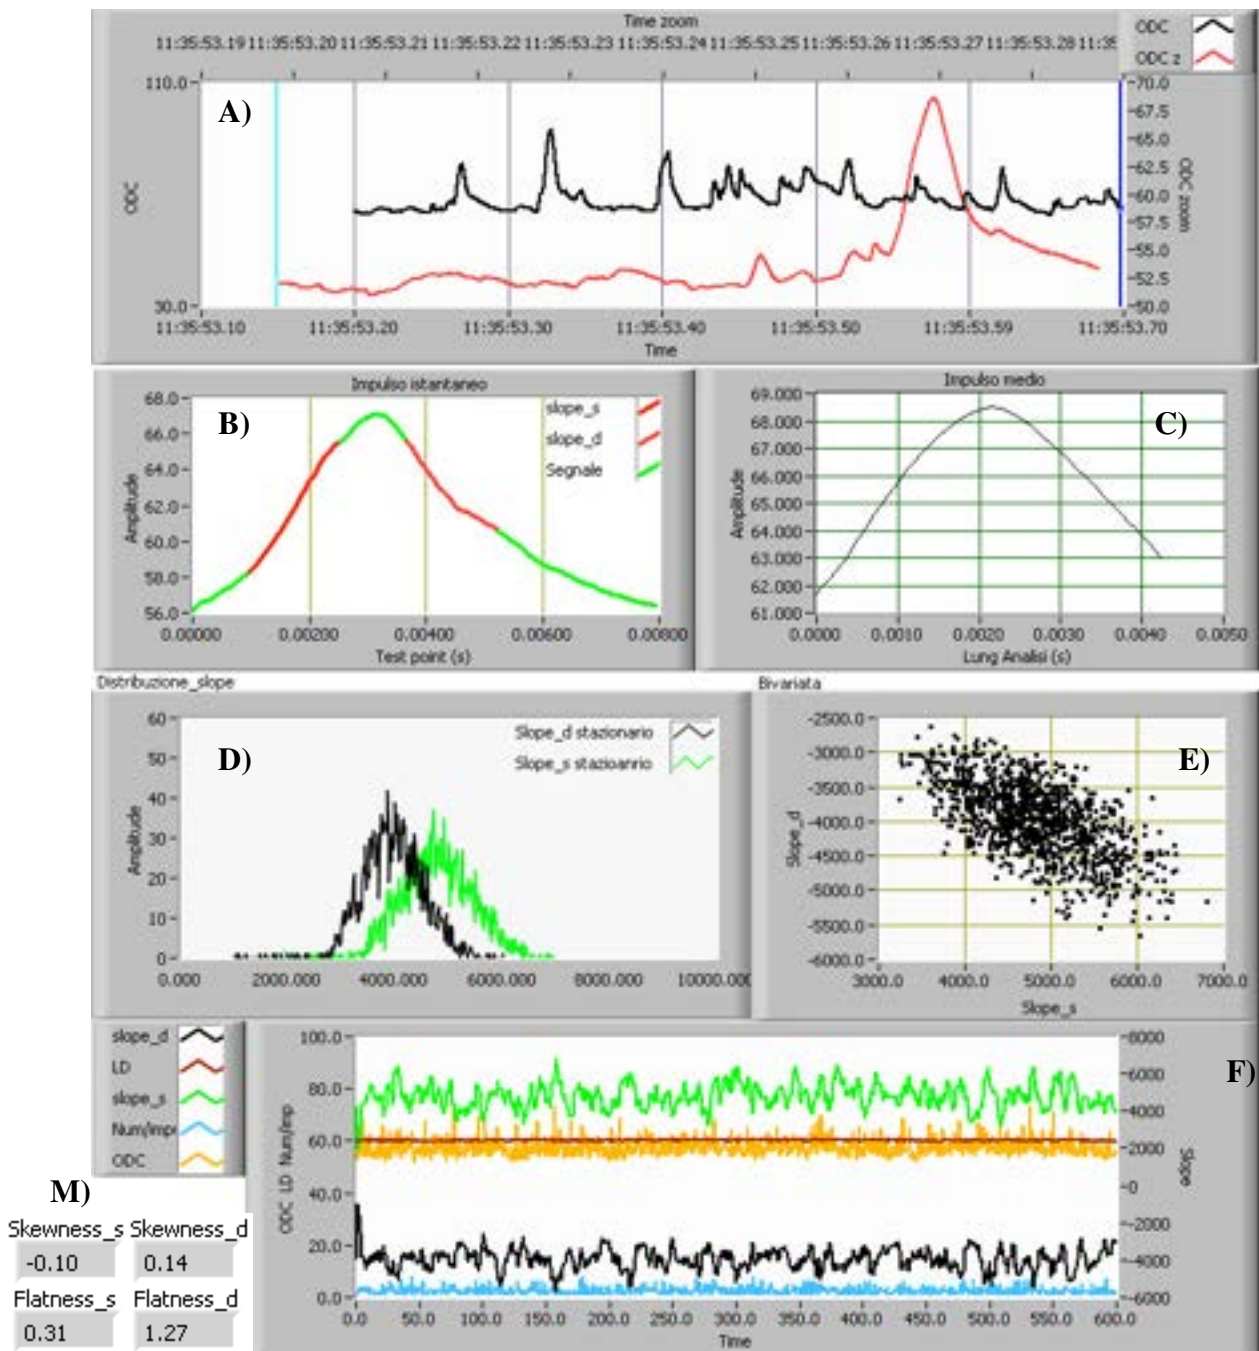 Time zoom
11:35:53.19 11:35:53.20 11:35:53.21 11:35:53.22 11:35:53.23 11:35:53.24 11:35:53.25 11:35:53.26 11:35:53.27 11:35:53.28 11:35
ODC
ODC z
A)
110.0
30.0
ODC
70.0
67.5
65.0
62.5
60.0
57.5
55.0
52.5
50.0
ODC zoom
11:35:53.10 11:35:53.20 11:35:53.30 11:35:53.40 11:35:53.50 11:35:53.59 11:35:53.70
Time
Impulso istantaneo
B)
slope_s
slope_d
Segnale
68.0
66.0
64.0
62.0
60.0
58.0
56.0
Amplitude
0.00000 0.00200 0.00400 0.00600 0.00800
Test point (s)
Impulso medio
C)
69.000
68.000
67.000
66.000
65.000
64.000
63.000
62.000
61.000
Amplitude
0.0000 0.0010 0.0020 0.0030 0.0040 0.0050
Lung Analisi (s)
Distribuzione_slope
D)
Slope_d stazionario
Slope_s stazioanrio
60
50
40
30
20
10
0
Amplitude
0.000 2000.000 4000.000 6000.000 8000.000 10000.000
Bivariata
E)
-2500.0
-3000.0
-3500.0
-4000.0
-4500.0
-5000.0
-5500.0
-6000.0
Slope_d
3000.0 4000.0 5000.0 6000.0 7000.0
Slope_s
slope_d
LD
slope_s
Num/imp
ODC
F)
100.0
80.0
60.0
40.0
20.0
0.0
ODC LD Num/imp
8000
6000
4000
2000
0
-2000
-4000
-6000
Slope
0.0 50.0 100.0 150.0 200.0 250.0 300.0 350.0 400.0 450.0 500.0 550.0 600.0
Time
M)
Skewness_s Skewness_d
-0.10 0.14
Flatness_s Flatness_d
0.31 1.27